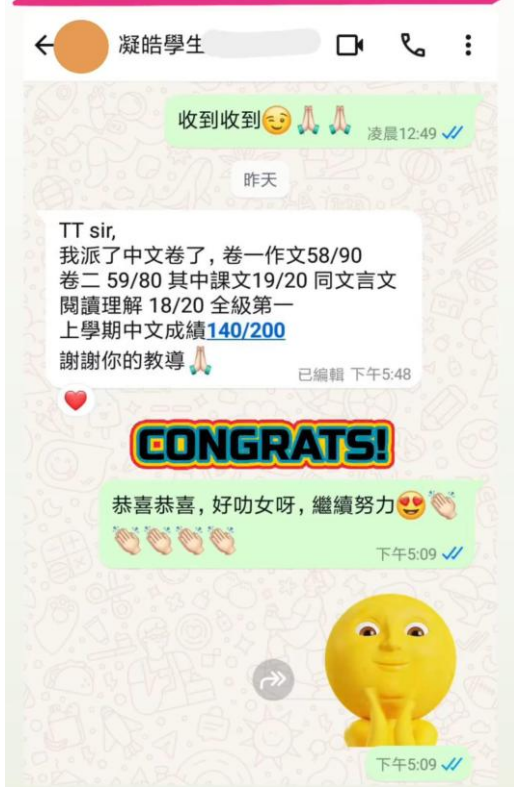 凝皓學生
收到收到😉🙏🏻🙏🏻
凌晨12:49
昨天
TT sir,
我派了中文卷了, 卷一作文58/90
卷二 59/80 其中課文19/20 同文言文
閱讀理解 18/20 全級第一
上學期中文成績140/200
謝謝你的教導🙏🏻
已編輯 下午5:48
CONGRATS!
恭喜恭喜, 好叻女呀, 繼續努力😍👏🏻
👏🏻👏🏻👏🏻👏🏻
下午5:09
下午5:09